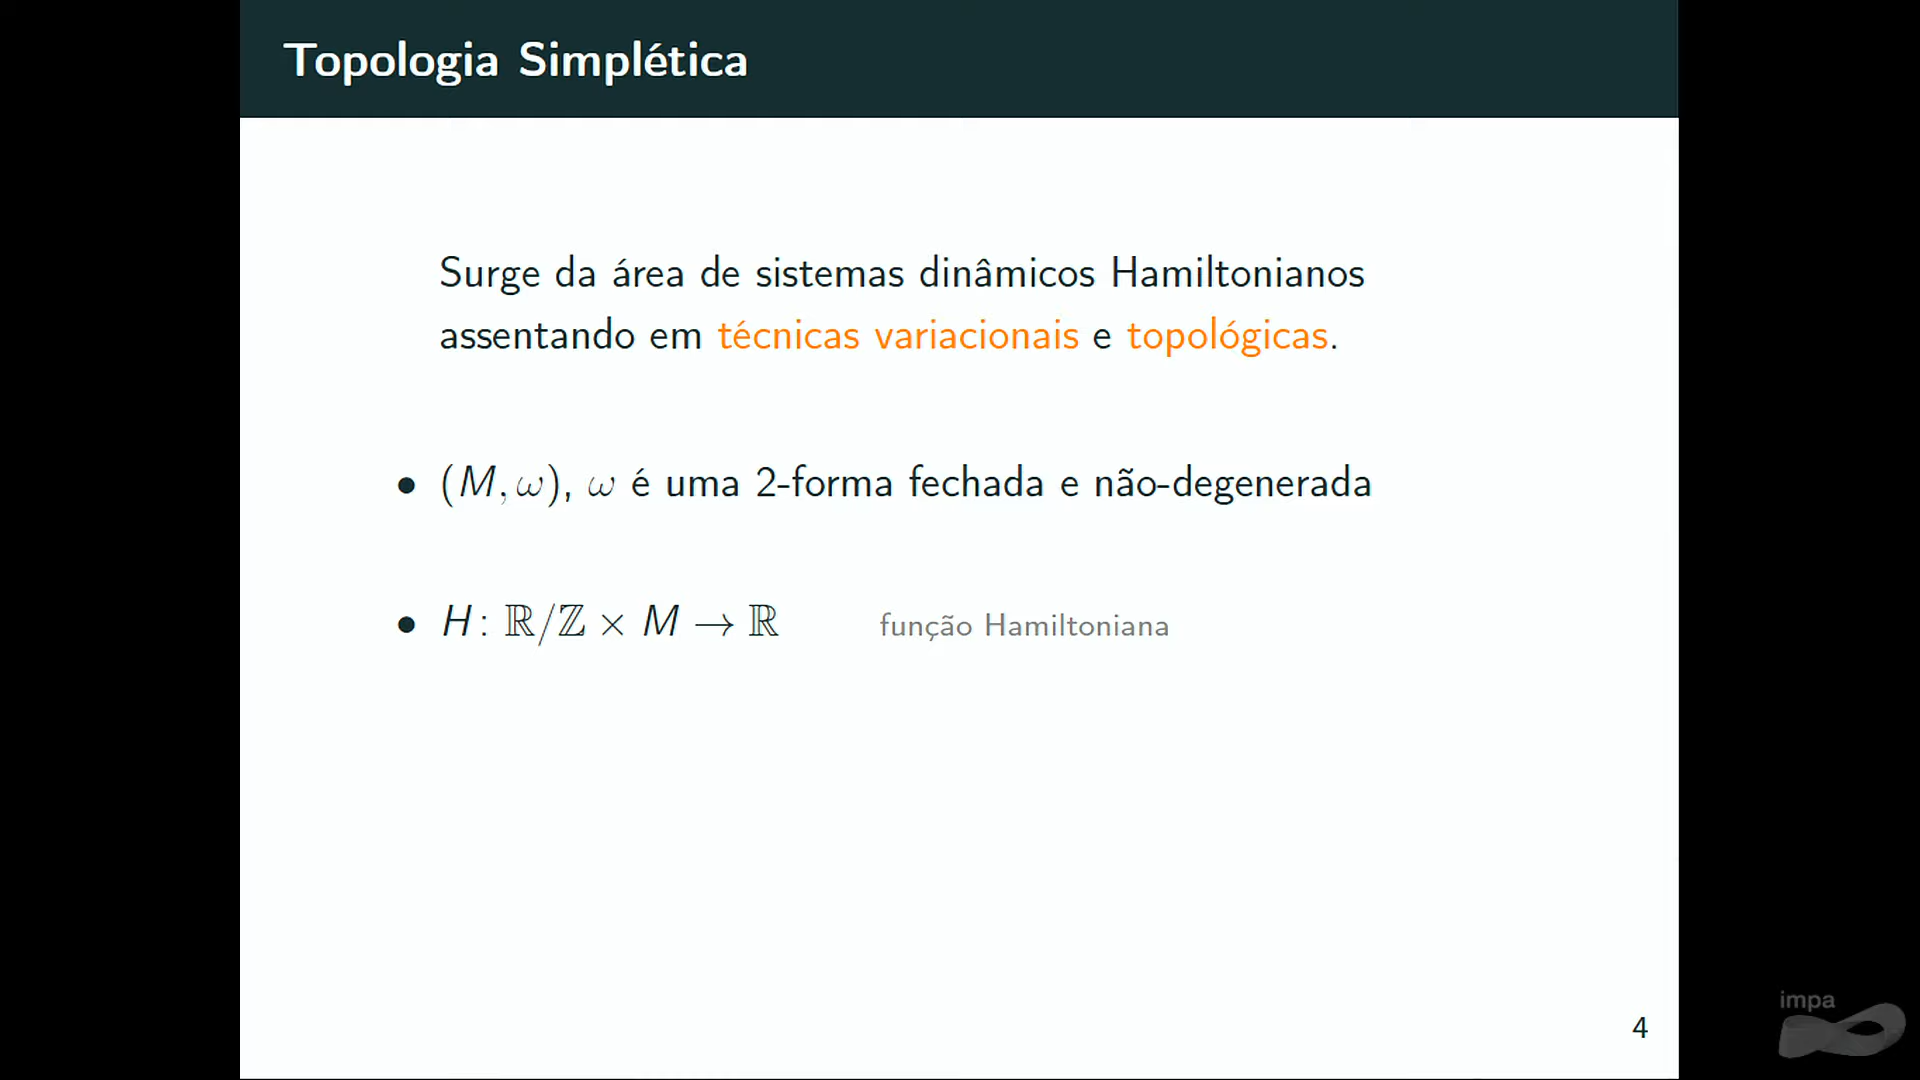 Topologia Simplética
Surge da área de sistemas dinâmicos Hamiltonianos
assentando em técnicas variacionais e topológicas.
• (M, ω), ω é uma 2-forma fechada e não-degenerada
• H: ℝ/ℤ × M → ℝ função Hamiltoniana
impa
4